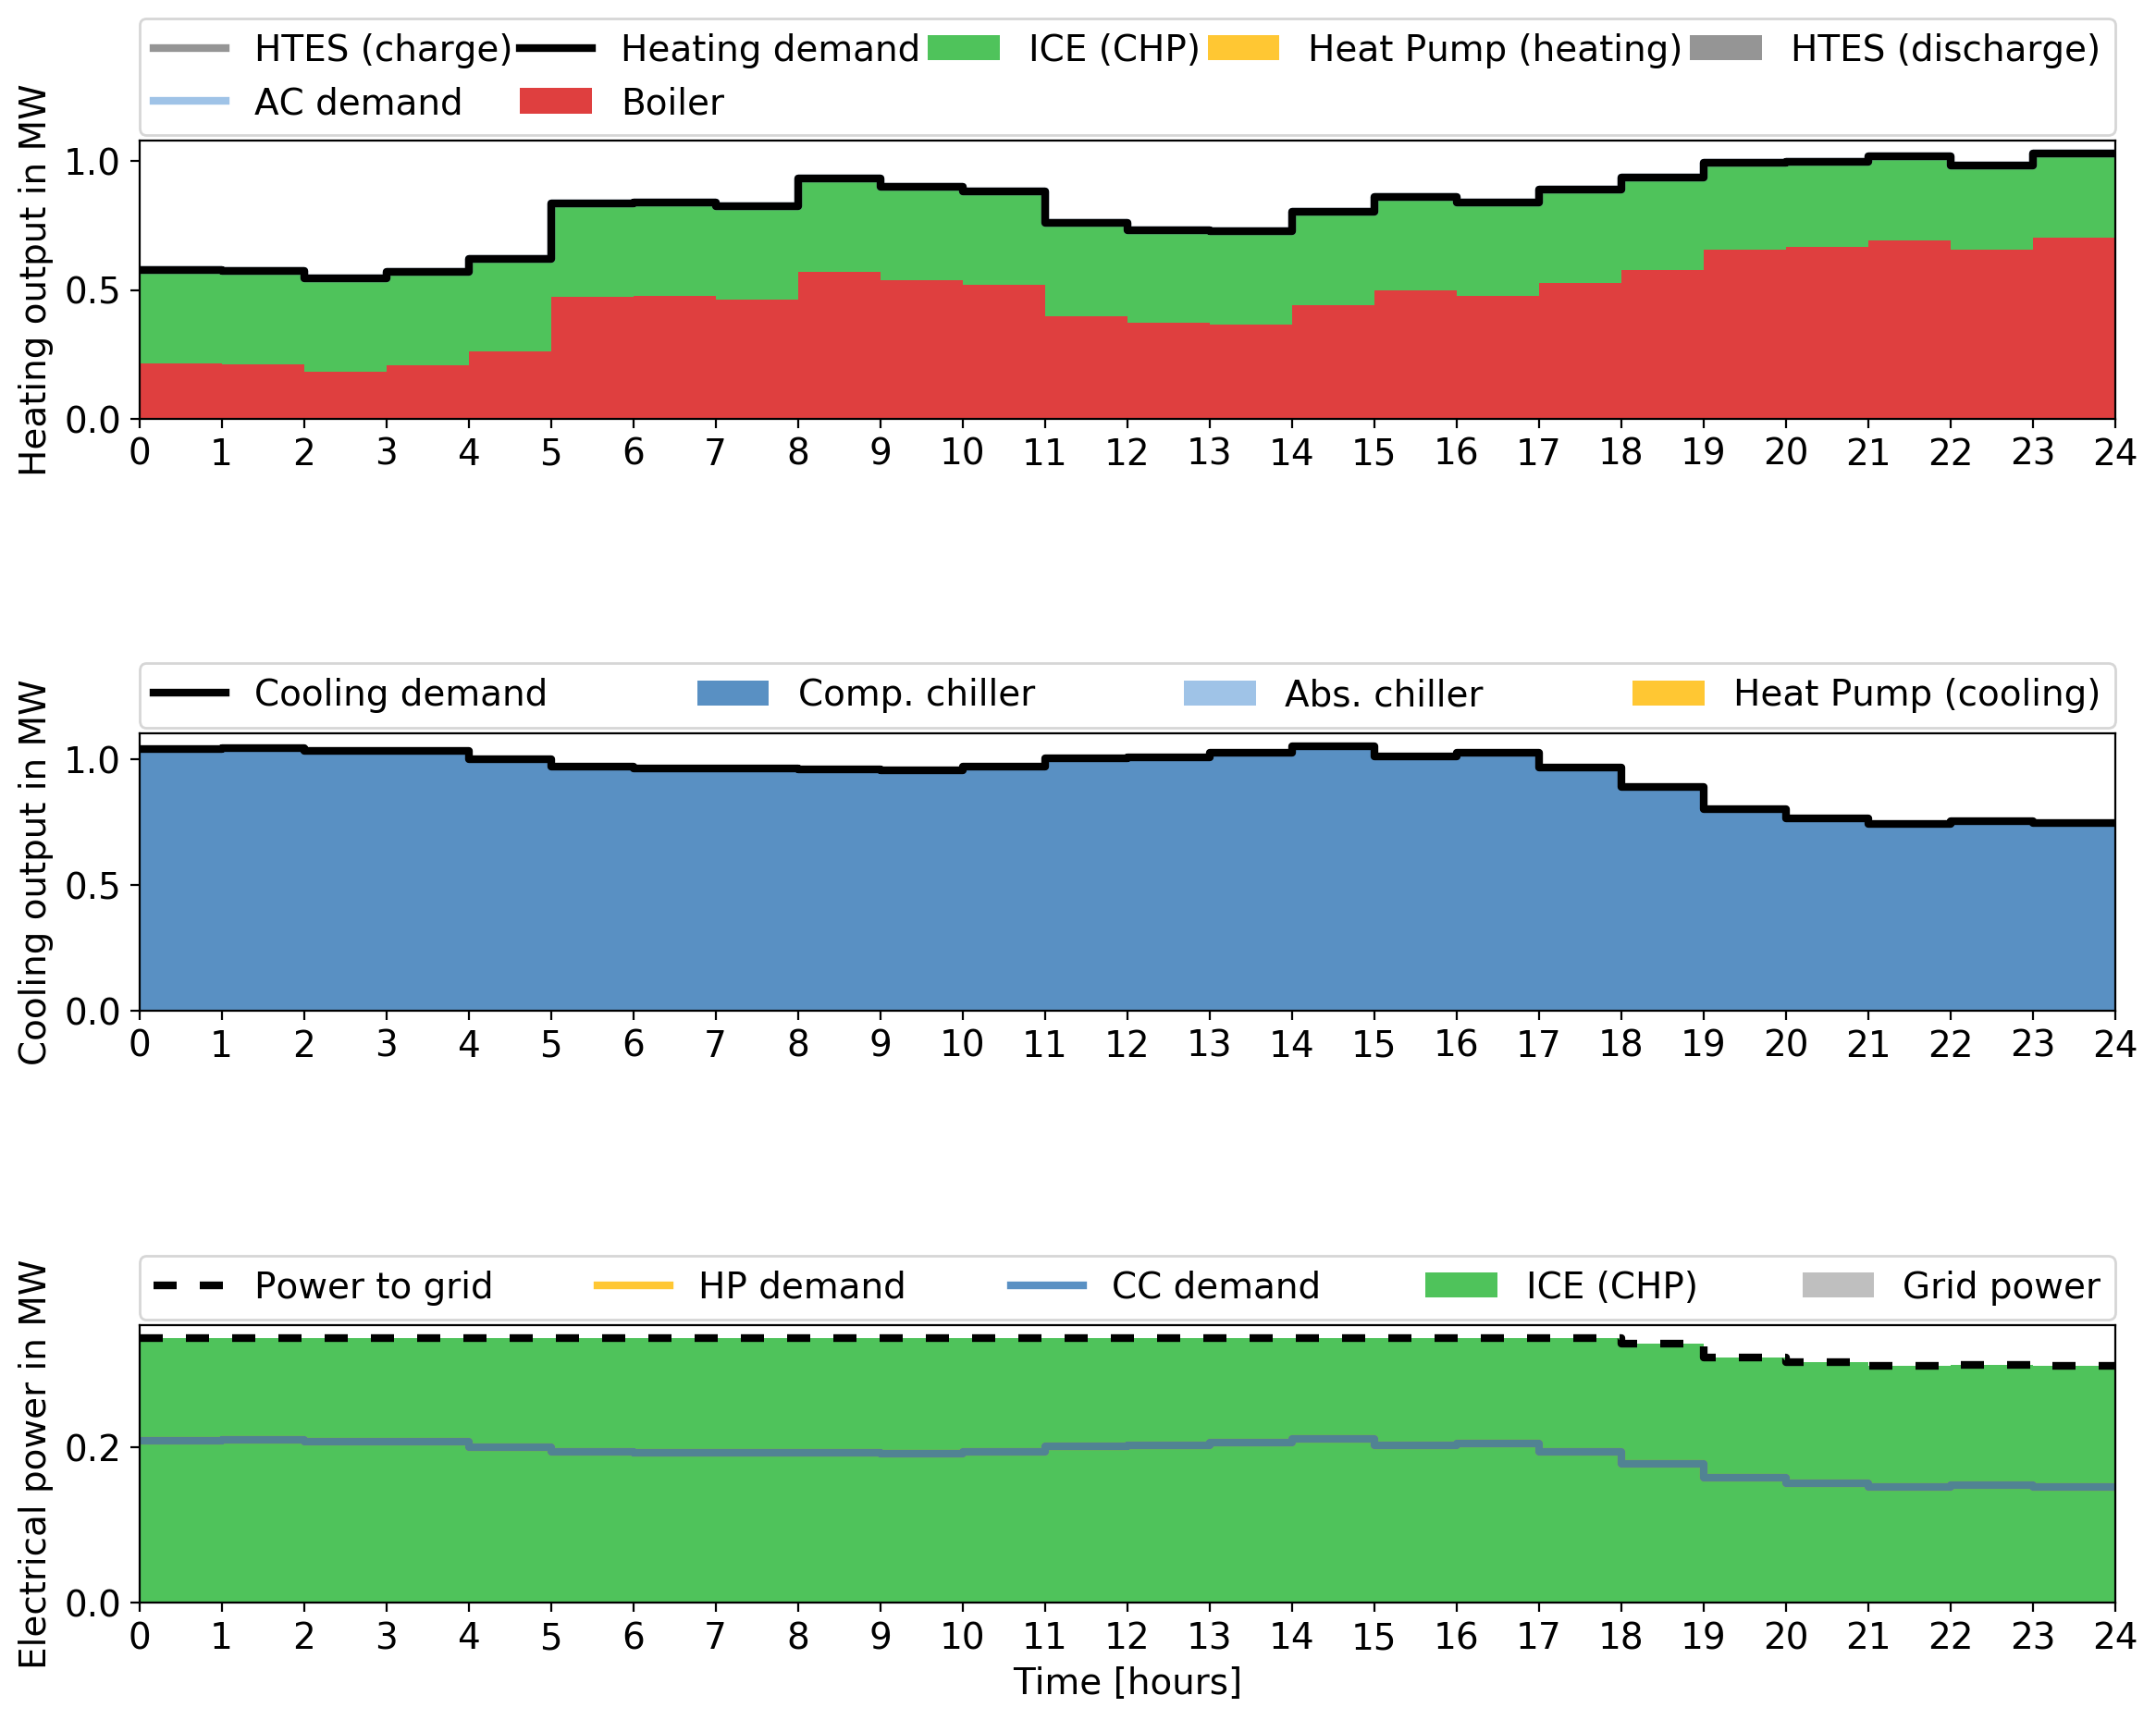 HTES (charge) Heating demand ICE (CHP) Heat Pump (heating) HTES (discharge)
AC demand Boiler
Heating output in MW
1.0
0.5
0.0
0 1 2 3 4 5 6 7 8 9 10 11 12 13 14 15 16 17 18 19 20 21 22 23 24
Cooling demand Comp. chiller Abs. chiller Heat Pump (cooling)
Cooling output in MW
1.0
0.5
0.0
0 1 2 3 4 5 6 7 8 9 10 11 12 13 14 15 16 17 18 19 20 21 22 23 24
Power to grid HP demand CC demand ICE (CHP) Grid power
Electrical power in MW
0.2
0.0
0 1 2 3 4 5 6 7 8 9 10 11 12 13 14 15 16 17 18 19 20 21 22 23 24
Time [hours]